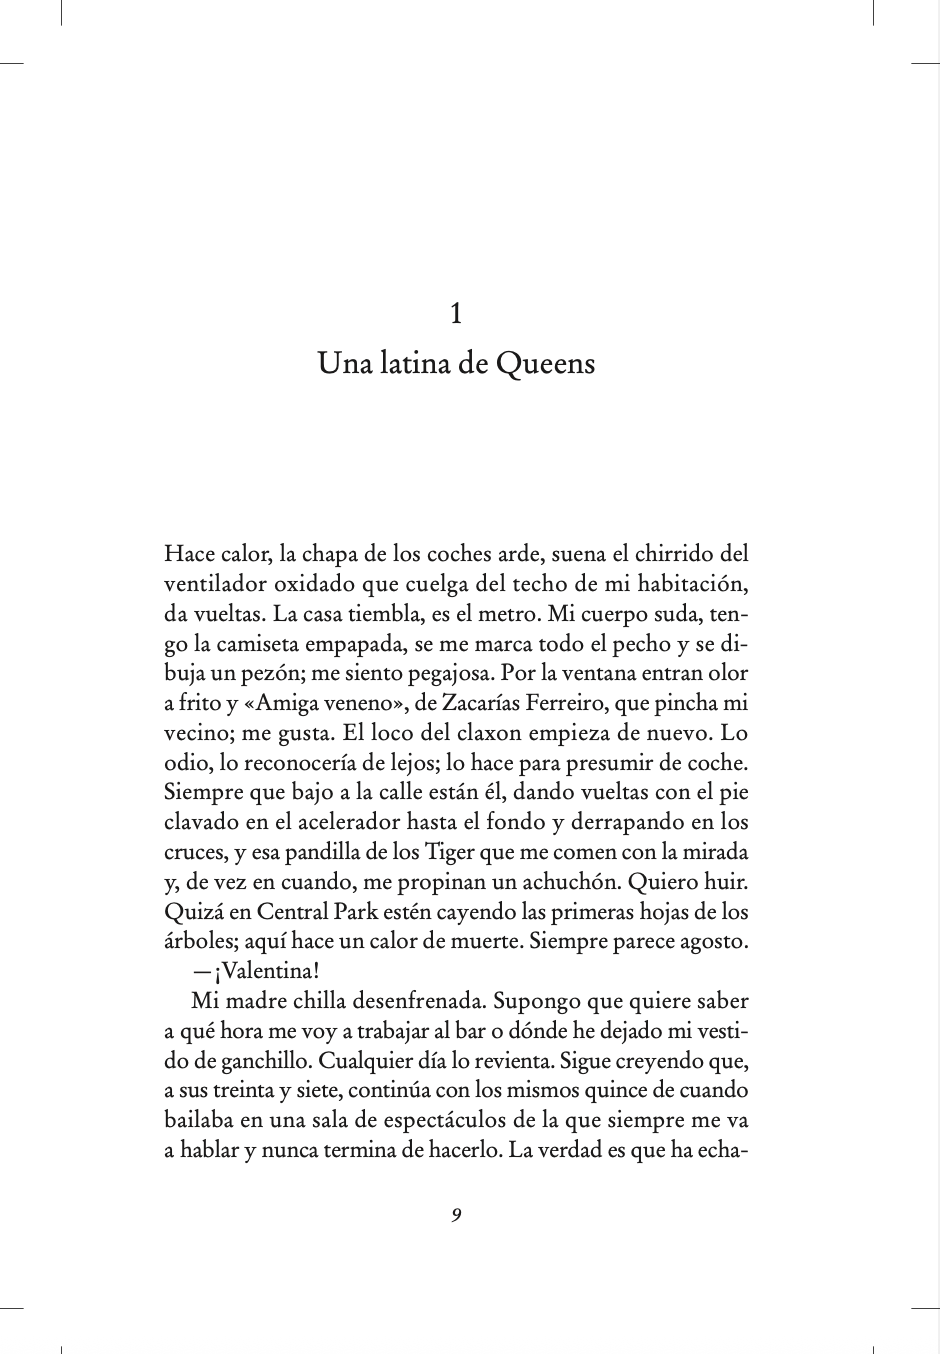 1
Una latina de Queens
Hace calor, la chapa de los coches arde, suena el chirrido del
ventilador oxidado que cuelga del techo de mi habitación,
da vueltas. La casa tiembla, es el metro. Mi cuerpo suda, ten-
go la camiseta empapada, se me marca todo el pecho y se di-
buja un pezón; me siento pegajosa. Por la ventana entran olor
a frito y «Amiga veneno», de Zacarías Ferreiro, que pincha mi
vecino; me gusta. El loco del claxon empieza de nuevo. Lo
odio, lo reconocería de lejos; lo hace para presumir de coche.
Siempre que bajo a la calle están él, dando vueltas con el pie
clavado en el acelerador hasta el fondo y derrapando en los
cruces, y esa pandilla de los Tiger que me comen con la mirada
y, de vez en cuando, me propinan un achuchón. Quiero huir.
Quizá en Central Park estén cayendo las primeras hojas de los
árboles; aquí hace un calor de muerte. Siempre parece agosto.
—¡Valentina!
Mi madre chilla desenfrenada. Supongo que quiere saber
a qué hora me voy a trabajar al bar o dónde he dejado mi vesti-
do de ganchillo. Cualquier día lo revienta. Sigue creyendo que,
a sus treinta y siete, continúa con los mismos quince de cuando
bailaba en una sala de espectáculos de la que siempre me va
a hablar y nunca termina de hacerlo. La verdad es que ha echa-
9